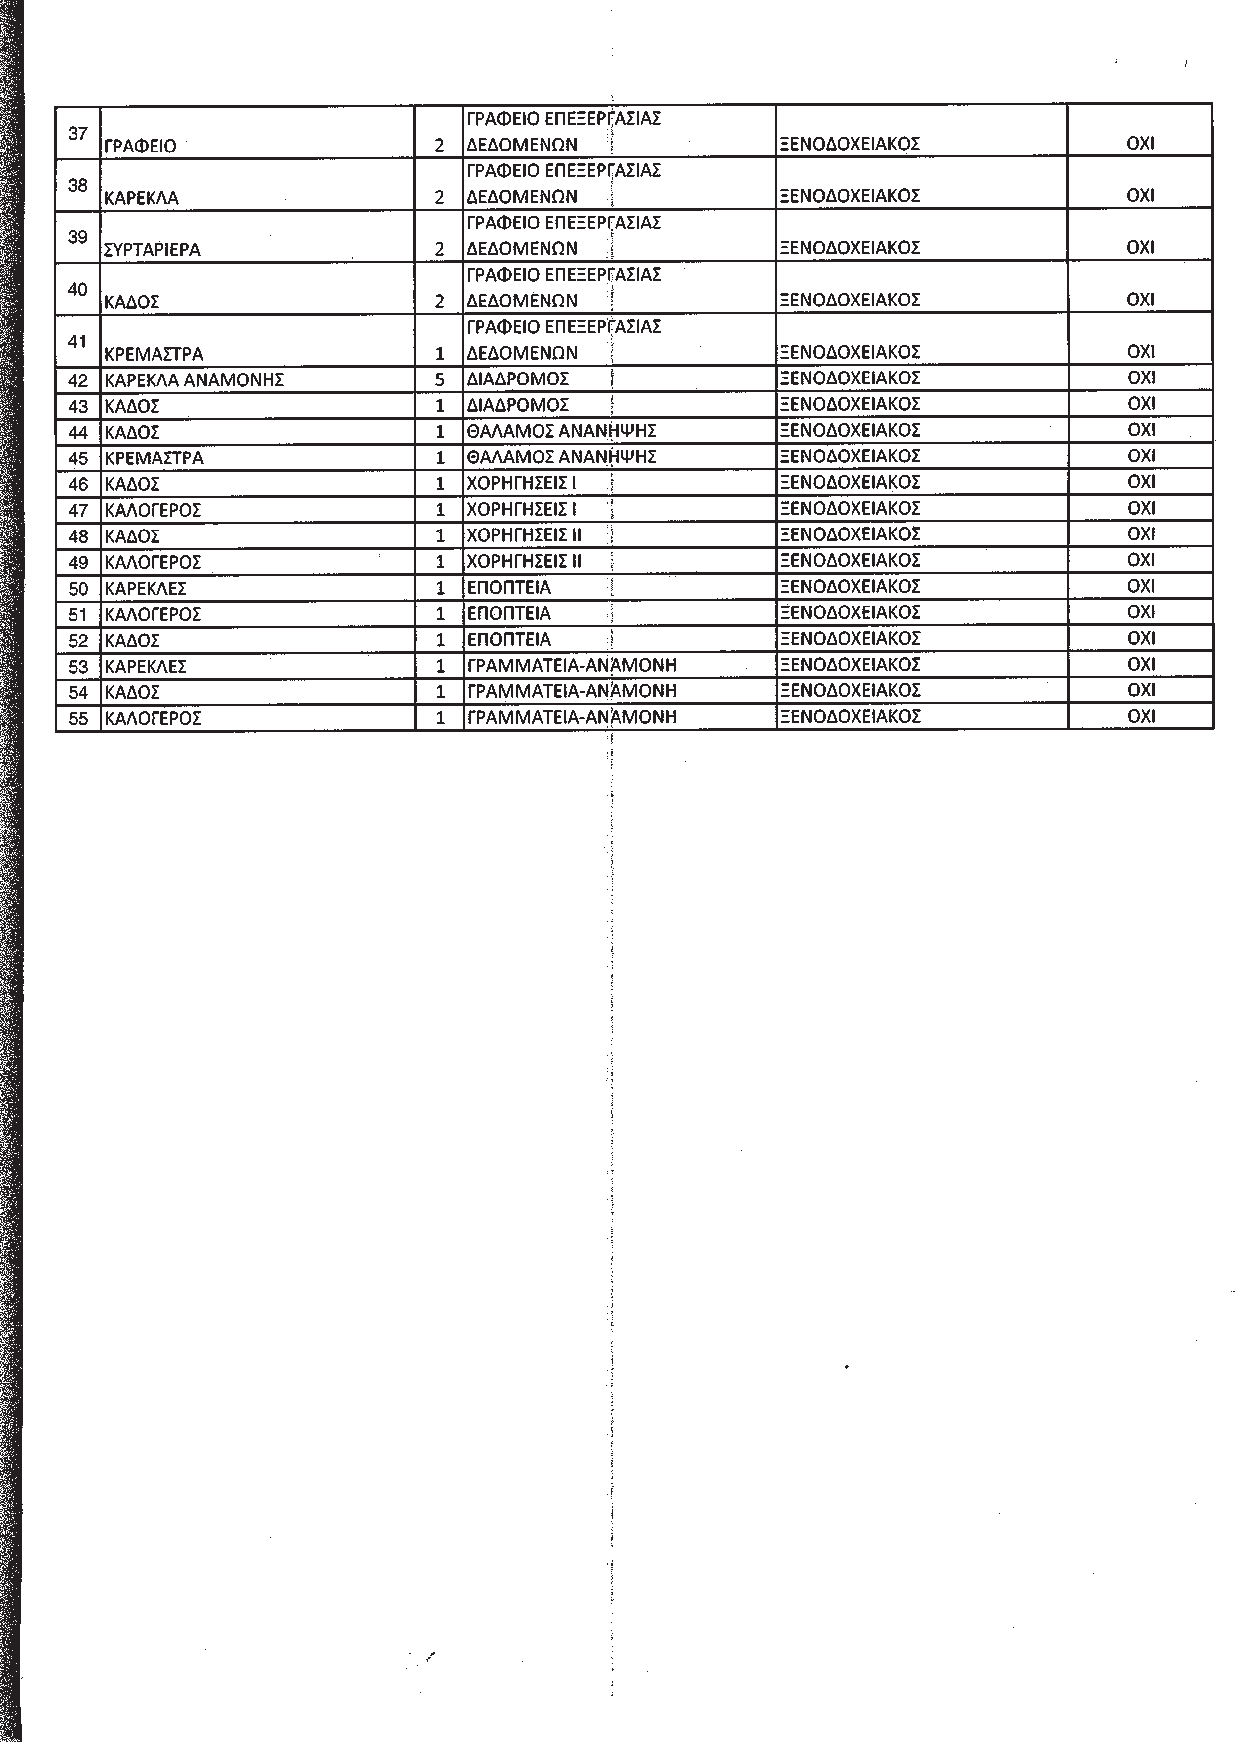 37 ΓΡΑΦΕΙΟ 2 ΓΡΑΦΕΙΟ ΕΠΕΞΕΡΓΑΣΙΑΣ
ΔΕΔΟΜΕΝΩΝ ΞΕΝΟΔΟΧΕΙΑΚΟΣ ΟΧΙ
38 ΚΑΡΕΚΛΑ 2 ΓΡΑΦΕΙΟ ΕΠΕΞΕΡΓΑΣΙΑΣ
ΔΕΔΟΜΕΝΩΝ ΞΕΝΟΔΟΧΕΙΑΚΟΣ ΟΧΙ
39 ΣΥΡΤΑΡΙΕΡΑ 2 ΓΡΑΦΕΙΟ ΕΠΕΞΕΡΓΑΣΙΑΣ
ΔΕΔΟΜΕΝΩΝ ΞΕΝΟΔΟΧΕΙΑΚΟΣ ΟΧΙ
40 ΚΑΔΟΣ 2 ΓΡΑΦΕΙΟ ΕΠΕΞΕΡΓΑΣΙΑΣ
ΔΕΔΟΜΕΝΩΝ ΞΕΝΟΔΟΧΕΙΑΚΟΣ ΟΧΙ
41 ΚΡΕΜΑΣΤΡΑ 1 ΓΡΑΦΕΙΟ ΕΠΕΞΕΡΓΑΣΙΑΣ
ΔΕΔΟΜΕΝΩΝ ΞΕΝΟΔΟΧΕΙΑΚΟΣ ΟΧΙ
42 ΚΑΡΕΚΛΑ ΑΝΑΜΟΝΗΣ 5 ΔΙΑΔΡΟΜΟΣ ΞΕΝΟΔΟΧΕΙΑΚΟΣ ΟΧΙ
43 ΚΑΔΟΣ 1 ΔΙΑΔΡΟΜΟΣ ΞΕΝΟΔΟΧΕΙΑΚΟΣ ΟΧΙ
44 ΚΑΔΟΣ 1 ΘΑΛΑΜΟΣ ΑΝΑΝΗΨΗΣ ΞΕΝΟΔΟΧΕΙΑΚΟΣ ΟΧΙ
45 ΚΡΕΜΑΣΤΡΑ 1 ΘΑΛΑΜΟΣ ΑΝΑΝΗΨΗΣ ΞΕΝΟΔΟΧΕΙΑΚΟΣ ΟΧΙ
46 ΚΑΔΟΣ 1 ΧΟΡΗΓΗΣΕΙΣ Ι ΞΕΝΟΔΟΧΕΙΑΚΟΣ ΟΧΙ
47 ΚΑΛΟΓΕΡΟΣ 1 ΧΟΡΗΓΗΣΕΙΣ Ι ΞΕΝΟΔΟΧΕΙΑΚΟΣ ΟΧΙ
48 ΚΑΔΟΣ 1 ΧΟΡΗΓΗΣΕΙΣ ΙΙ ΞΕΝΟΔΟΧΕΙΑΚΟΣ ΟΧΙ
49 ΚΑΛΟΓΕΡΟΣ 1 ΧΟΡΗΓΗΣΕΙΣ ΙΙ ΞΕΝΟΔΟΧΕΙΑΚΟΣ ΟΧΙ
50 ΚΑΡΕΚΛΕΣ 1 ΕΠΟΠΤΕΙΑ ΞΕΝΟΔΟΧΕΙΑΚΟΣ ΟΧΙ
51 ΚΑΛΟΓΕΡΟΣ 1 ΕΠΟΠΤΕΙΑ ΞΕΝΟΔΟΧΕΙΑΚΟΣ ΟΧΙ
52 ΚΑΔΟΣ 1 ΕΠΟΠΤΕΙΑ ΞΕΝΟΔΟΧΕΙΑΚΟΣ ΟΧΙ
53 ΚΑΡΕΚΛΕΣ 1 ΓΡΑΜΜΑΤΕΙΑ-ΑΝΑΜΟΝΗ ΞΕΝΟΔΟΧΕΙΑΚΟΣ ΟΧΙ
54 ΚΑΔΟΣ 1 ΓΡΑΜΜΑΤΕΙΑ-ΑΝΑΜΟΝΗ ΞΕΝΟΔΟΧΕΙΑΚΟΣ ΟΧΙ
55 ΚΑΛΟΓΕΡΟΣ 1 ΓΡΑΜΜΑΤΕΙΑ-ΑΝΑΜΟΝΗ ΞΕΝΟΔΟΧΕΙΑΚΟΣ ΟΧΙ